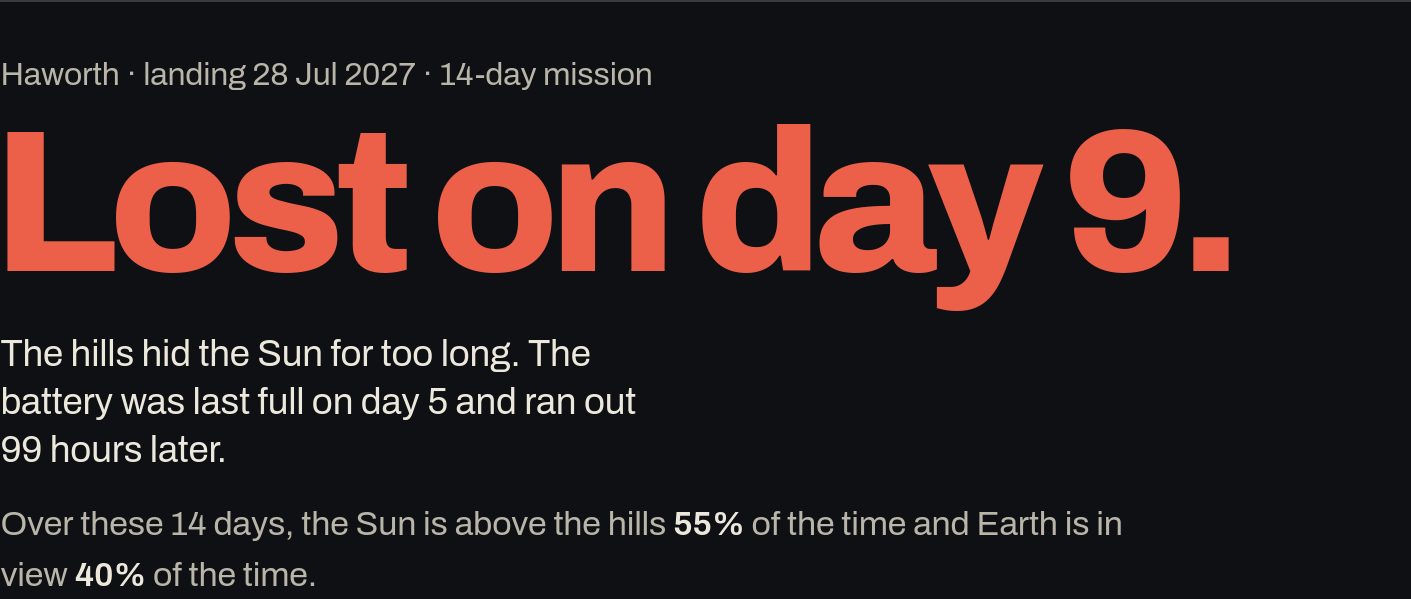 Haworth · landing 28 Jul 2027 · 14-day mission
Lost on day 9.
The hills hid the Sun for too long. The
battery was last full on day 5 and ran out
99 hours later.
Over these 14 days, the Sun is above the hills 55% of the time and Earth is in
view 40% of the time.